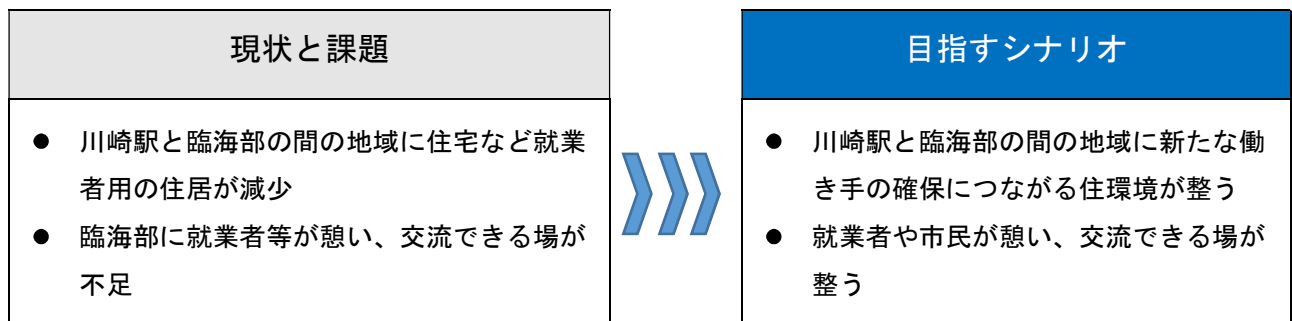 現状と課題
● 川崎駅と臨海部の間の地域に住宅など就業
者用の住居が減少
● 臨海部に就業者等が憩い、交流できる場が
不足
目指すシナリオ
● 川崎駅と臨海部の間の地域に新たな働
き手の確保につながる住環境が整う
● 就業者や市民が憩い、交流できる場が
整う